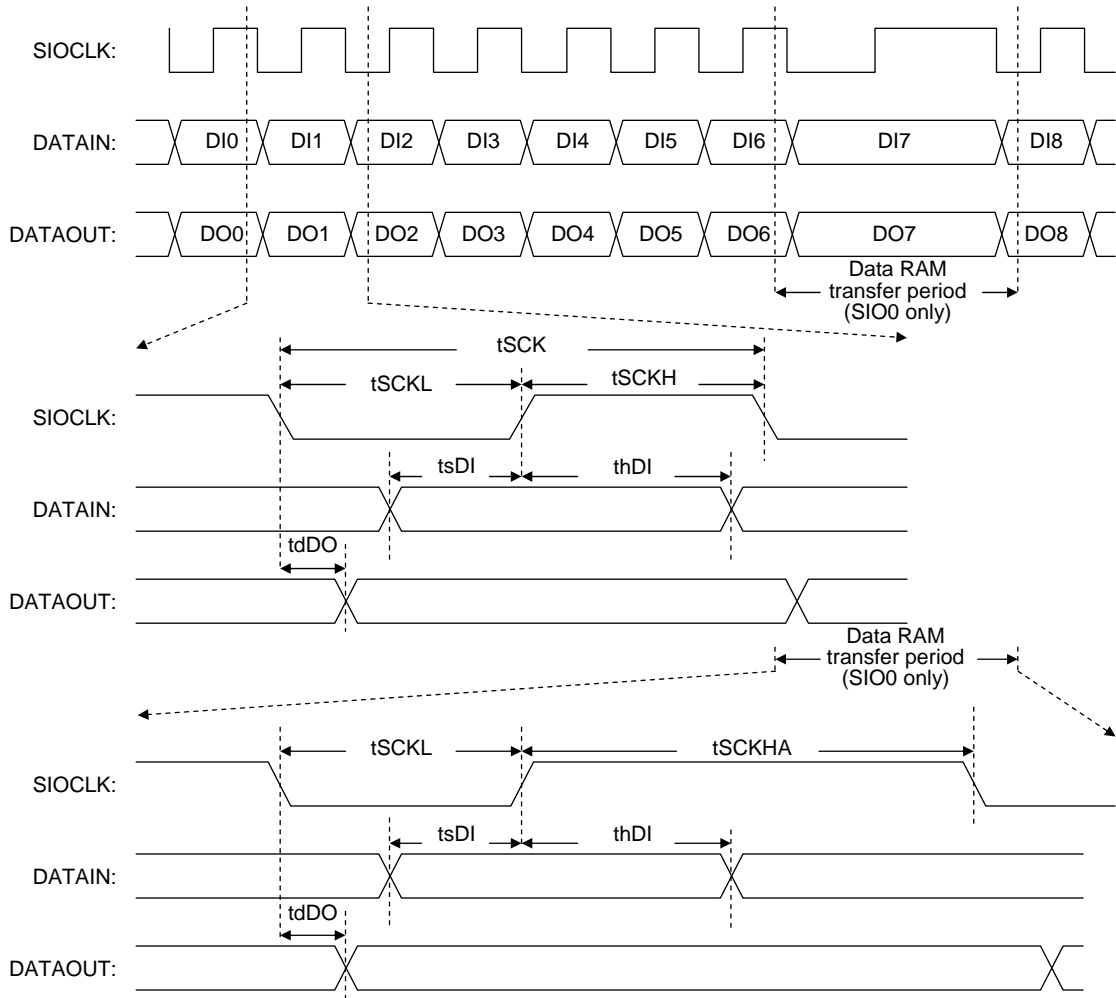 SIOCLK:
DATAIN:
DI0 DI1 DI2 DI3 DI4 DI5 DI6 DI7 DI8
DATAOUT:
DO0 DO1 DO2 DO3 DO4 DO5 DO6 DO7 DO8
Data RAM
transfer period
(SIO0 only)
tSCK
tSCKL tSCKH
SIOCLK:
tsDI thDI
DATAIN:
tdDO
DATAOUT:
Data RAM
transfer period
(SIO0 only)
tSCKL tSCKHA
SIOCLK:
tsDI thDI
DATAIN:
tdDO
DATAOUT: